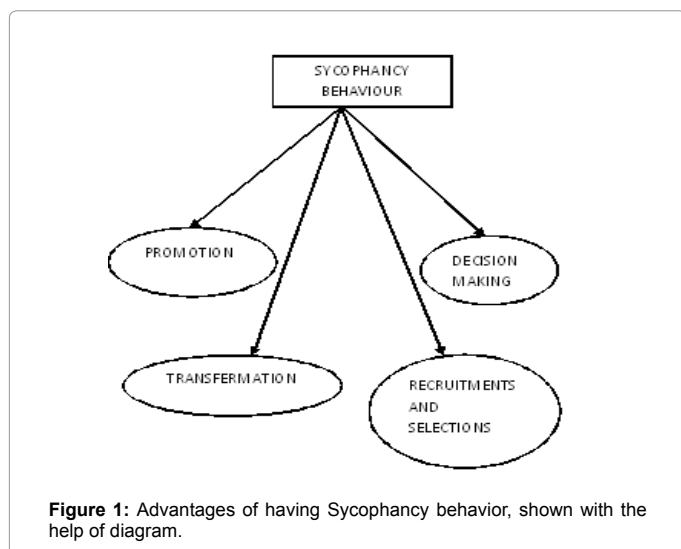 SYCOPHANCY
BEHAVIOUR
PROMOTION
DECISION
MAKING
TRANSFERMATION
RECRUITMENTS
AND
SELECTIONS
Figure 1: Advantages of having Sycophancy behavior, shown with the
help of diagram.